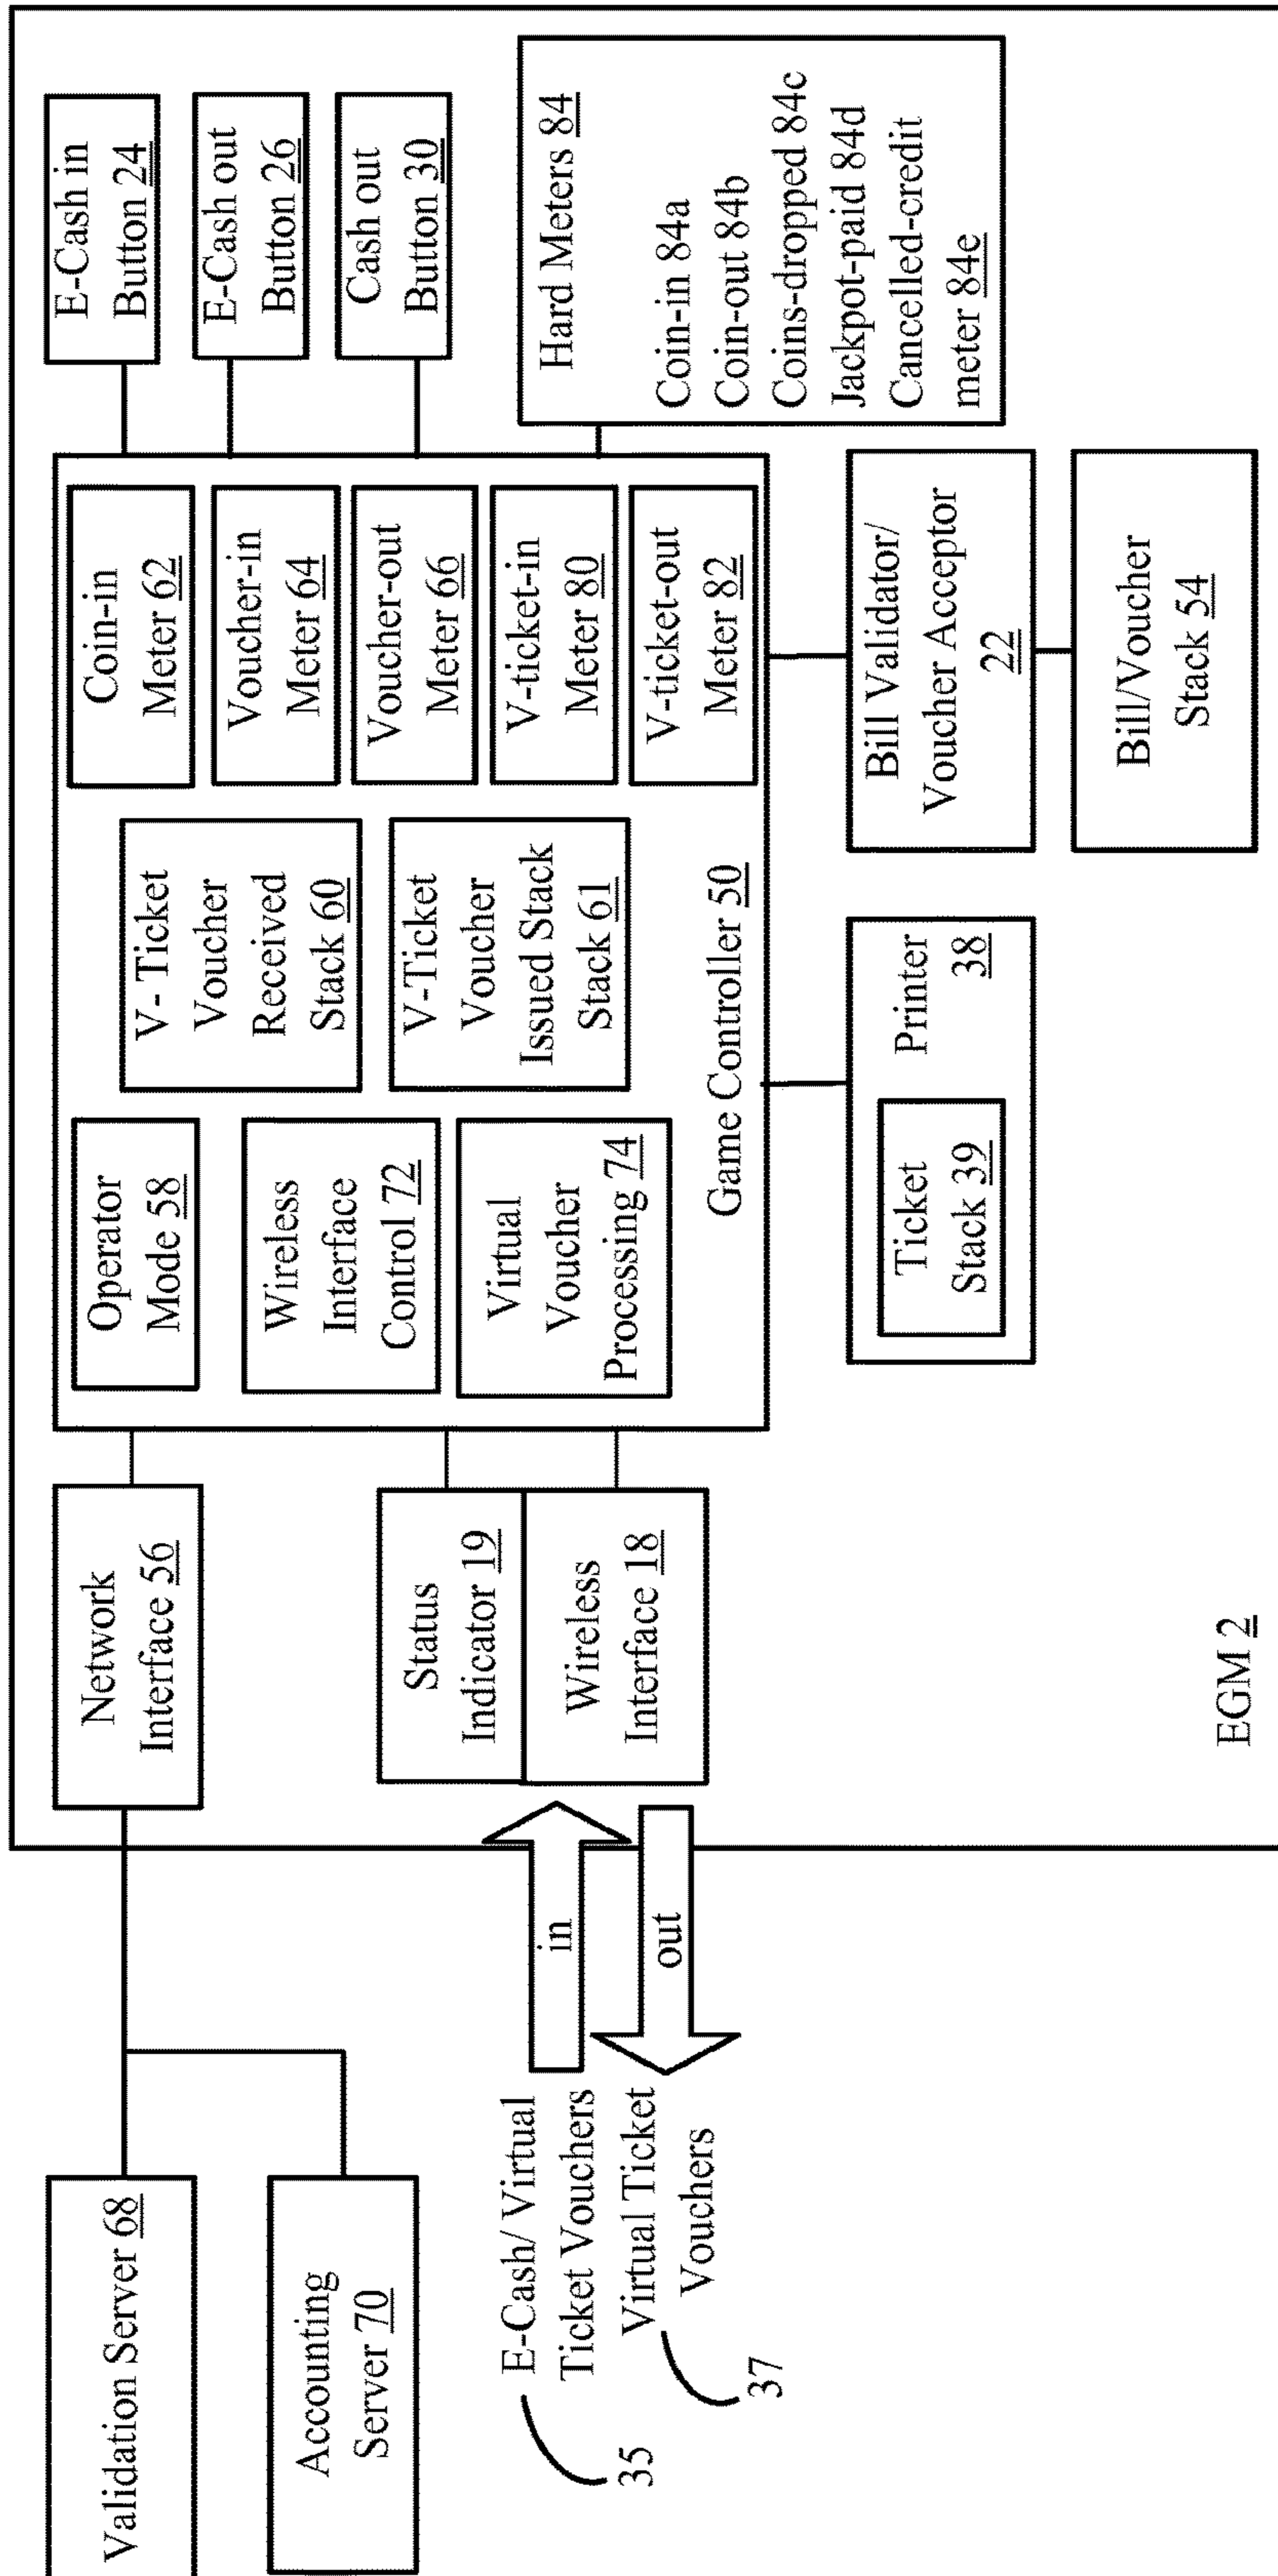 Validation Server 68
Accounting
Server 70
E-Cash/ Virtual
Ticket Vouchers
Virtual Ticket
Vouchers
35
37
in
out
Network
Interface 56
Status
Indicator 19
Wireless
Interface 18
EGM 2
Operator
Mode 58
Wireless
Interface
Control 72
Virtual
Voucher
Processing 74
V- Ticket
Voucher
Received
Stack 60
V-Ticket
Voucher
Issued Stack
Stack 61
Game Controller 50
Coin-in
Meter 62
Voucher-in
Meter 64
Voucher-out
Meter 66
V-ticket-in
Meter 80
V-ticket-out
Meter 82
Printer
38
Ticket
Stack 39
Bill Validator/
Voucher Acceptor
22
Bill/Voucher
Stack 54
E-Cash in
Button 24
E-Cash out
Button 26
Cash out
Button 30
Hard Meters 84
Coin-in 84a
Coin-out 84b
Coins-dropped 84c
Jackpot-paid 84d
Cancelled-credit
meter 84e